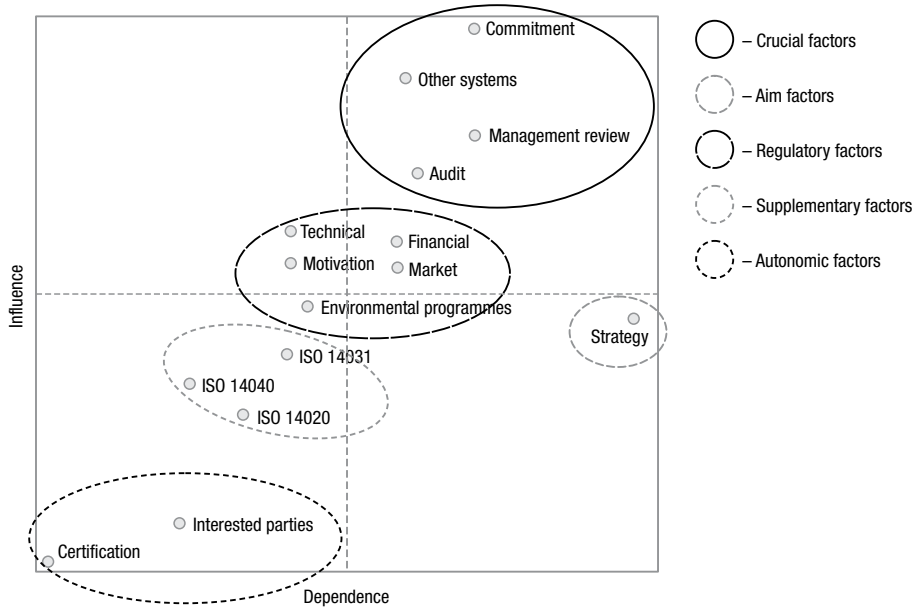 Commitment
Other systems
Management review
Audit
Technical
Financial
Motivation
Market
Environmental programmes
Strategy
ISO 14031
ISO 14040
ISO 14020
Interested parties
Certification
Influence
Dependence
– Crucial factors
– Aim factors
– Regulatory factors
– Supplementary factors
– Autonomic factors